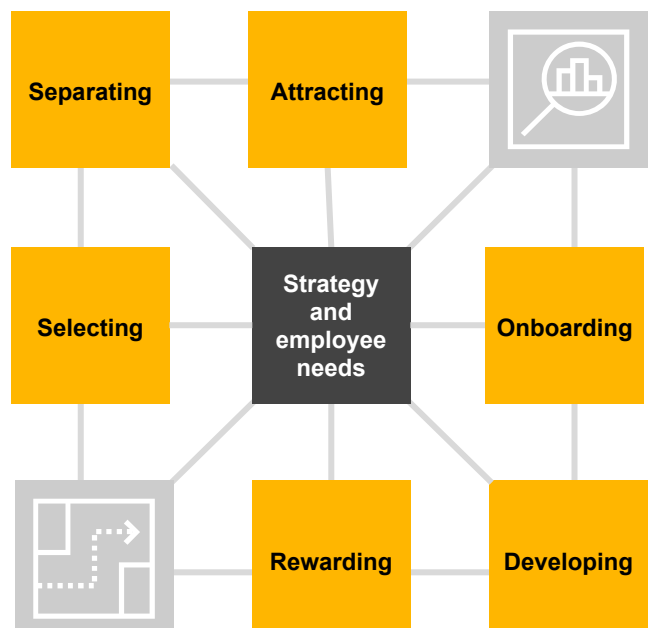 Separating
Attracting
Strategy
and
employee
needs
Selecting
Onboarding
Rewarding
Developing